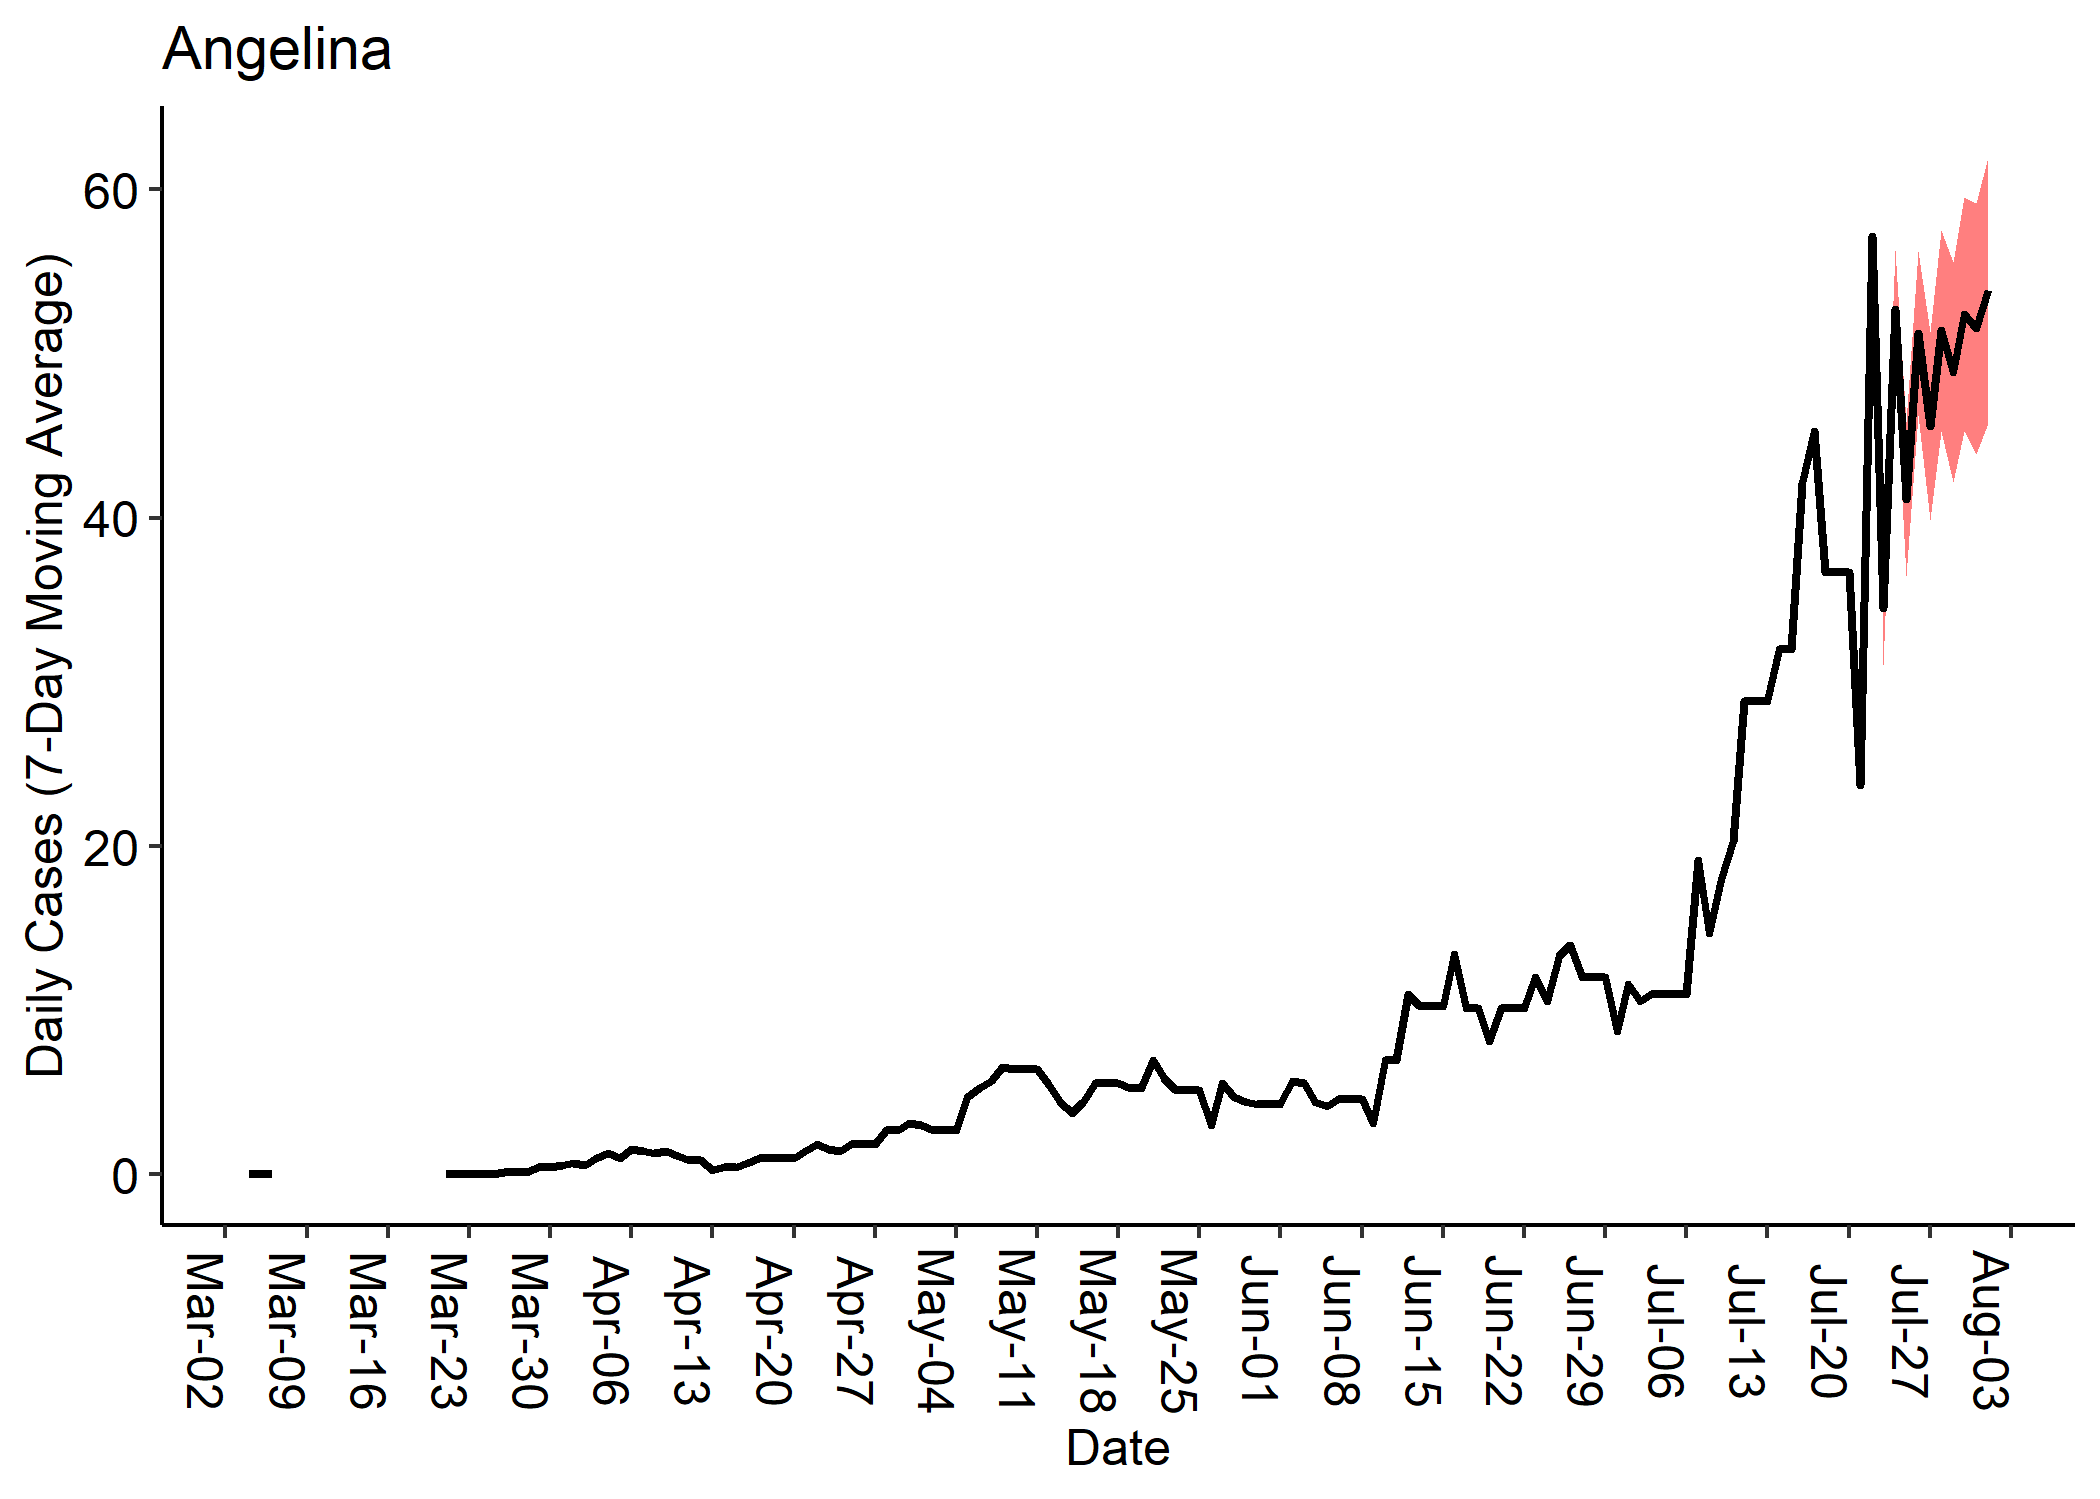 Angelina
Daily Cases (7-Day Moving Average)
60
40
20
0
Mar-02
Mar-09
Mar-16
Mar-23
Mar-30
Apr-06
Apr-13
Apr-20
Apr-27
May-04
May-11
May-18
May-25
Jun-01
Jun-08
Jun-15
Jun-22
Jun-29
Jul-06
Jul-13
Jul-20
Jul-27
Aug-03
Date